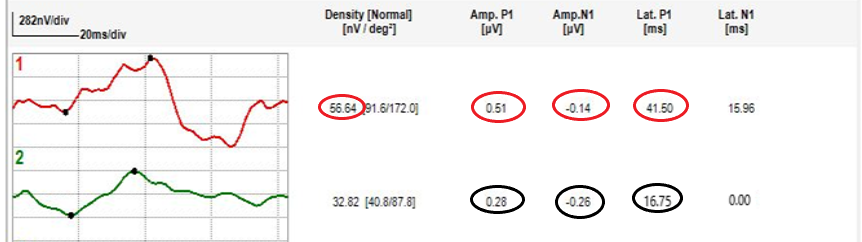 282nV/div
20ms/div
Density [Normal] Amp. P1 Amp.N1 Lat. P1 Lat. N1
[nV / deg²] [µV] [µV] [ms] [ms]
1
56.64 [91.6/172.0] 0.51 -0.14 41.50 15.96
2
32.82 [40.8/87.8] 0.28 -0.26 16.75 0.00